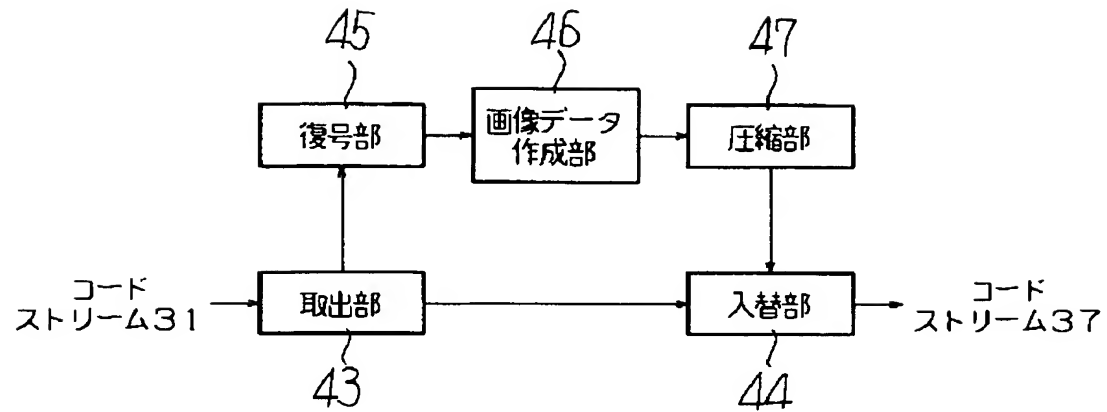 45
46
47
復号部
画像データ
作成部
圧縮部
コード
ストリーム31
取出部
入替部
コード
ストリーム37
43
44